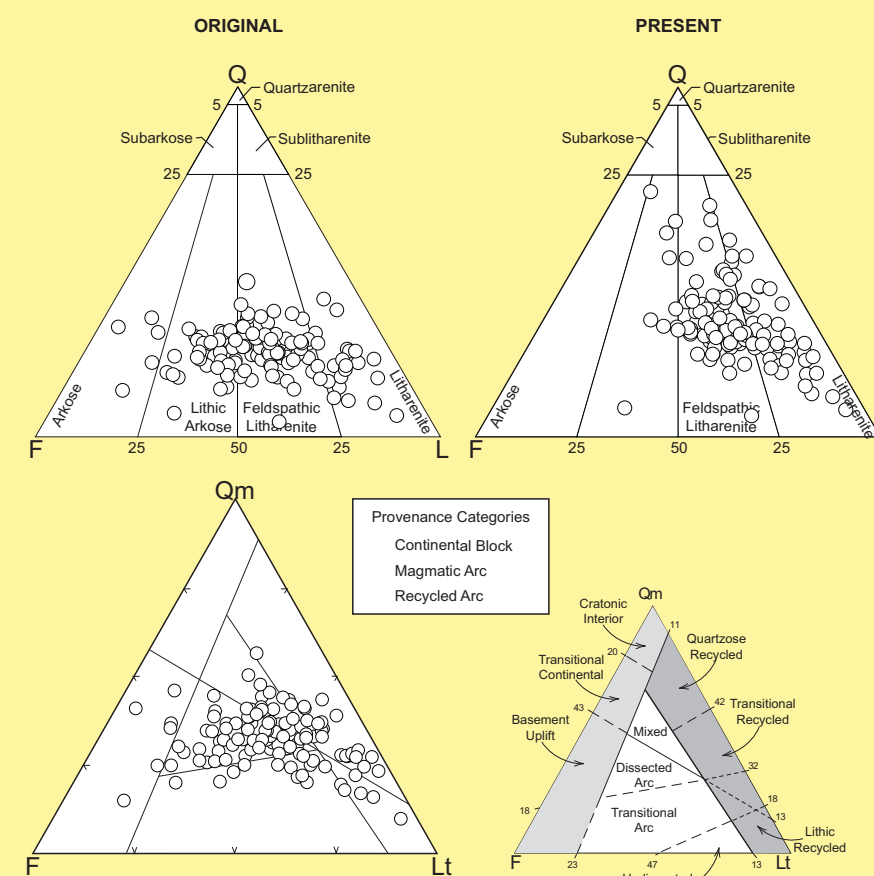 ORIGINAL
Q
Quartzarenite
5
5
Subarkose
Sublitharenite
25
25
Arkose
Lithic
Arkose
Feldspathic
Litharenite
Litharenite
F
25
50
25
L
PRESENT
Q
Quartzarenite
5
5
Subarkose
Sublitharenite
25
25
Arkose
Feldspathic
Litharenite
Litharenite
F
25
50
25
Qm
F
Lt
Provenance Categories
Continental Block
Magmatic Arc
Recycled Arc
Qm
Cratonic
Interior
11
Quartzose
Recycled
20
Transitional
Continental
42
Transitional
Recycled
43
Basement
Uplift
Mixed
Dissected
Arc
32
Transitional
Arc
18
18
13
Lithic
Recycled
F
23
47
13
Lt